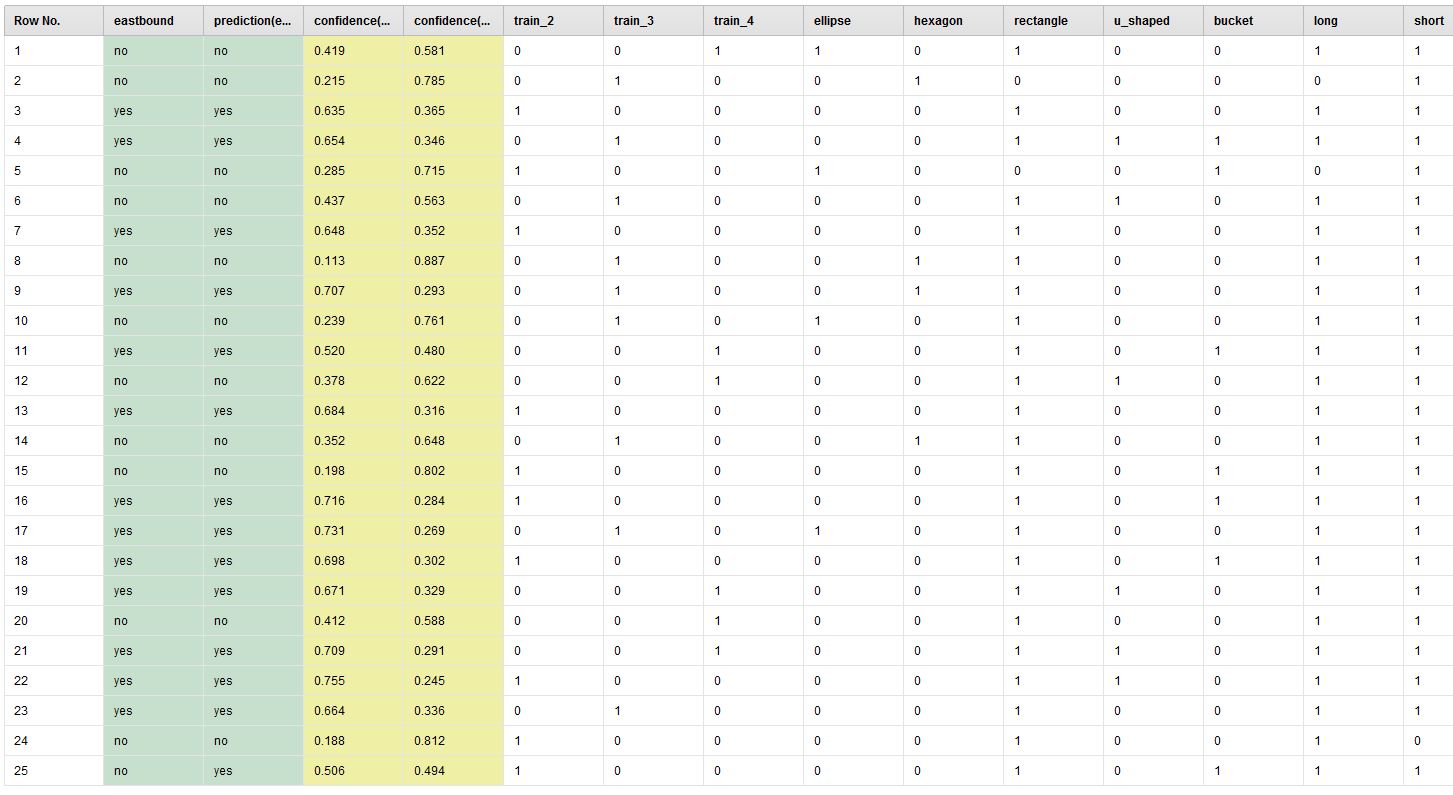 Row No. eastbound prediction(e... confidence(... confidence(... train_2 train_3 train_4 ellipse hexagon rectangle u_shaped bucket long short
1 no no 0.419 0.581 0 0 1 1 0 1 0 0 1 1
2 no no 0.215 0.785 0 1 0 0 1 0 0 0 0 1
3 yes yes 0.635 0.365 1 0 0 0 0 1 0 0 1 1
4 yes yes 0.654 0.346 0 1 0 0 0 1 1 1 1 1
5 no no 0.285 0.715 1 0 0 1 0 0 0 1 0 1
6 no no 0.437 0.563 0 1 0 0 0 1 1 0 1 1
7 yes yes 0.648 0.352 1 0 0 0 0 1 0 0 1 1
8 no no 0.113 0.887 0 1 0 0 1 1 0 0 1 1
9 yes yes 0.707 0.293 0 1 0 0 1 1 0 0 1 1
10 no no 0.239 0.761 0 1 0 1 0 1 0 0 1 1
11 yes yes 0.520 0.480 0 0 1 0 0 1 0 1 1 1
12 no no 0.378 0.622 0 0 1 0 0 1 1 0 1 1
13 yes yes 0.684 0.316 1 0 0 0 0 1 0 0 1 1
14 no no 0.352 0.648 0 1 0 0 1 1 0 0 1 1
15 no no 0.198 0.802 1 0 0 0 0 1 0 1 1 1
16 yes yes 0.716 0.284 1 0 0 0 0 1 0 1 1 1
17 yes yes 0.731 0.269 0 1 0 1 0 1 0 0 1 1
18 yes yes 0.698 0.302 1 0 0 0 0 1 0 1 1 1
19 yes yes 0.671 0.329 0 0 1 0 0 1 1 0 1 1
20 no no 0.412 0.588 0 0 1 0 0 1 0 0 1 1
21 yes yes 0.709 0.291 0 0 1 0 0 1 1 0 1 1
22 yes yes 0.755 0.245 1 0 0 0 0 1 1 0 1 1
23 yes yes 0.664 0.336 0 1 0 0 0 1 0 0 1 1
24 no no 0.188 0.812 1 0 0 0 0 1 0 0 1 0
25 no yes 0.506 0.494 1 0 0 0 0 1 0 1 1 1